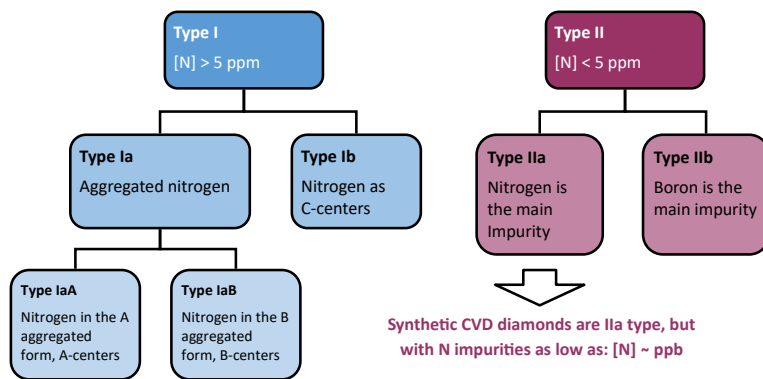 Type I
[N] > 5 ppm
Type II
[N] < 5 ppm
Type Ia
Aggregated nitrogen
Type Ib
Nitrogen as
C-centers
Type IIa
Nitrogen is
the main
Impurity
Type IIb
Boron is the
main impurity
Type IaA
Nitrogen in the A
aggregated
form, A-centers
Type IaB
Nitrogen in the B
aggregated
form, B-centers
Synthetic CVD diamonds are IIa type, but
with N impurities as low as: [N] ~ ppb